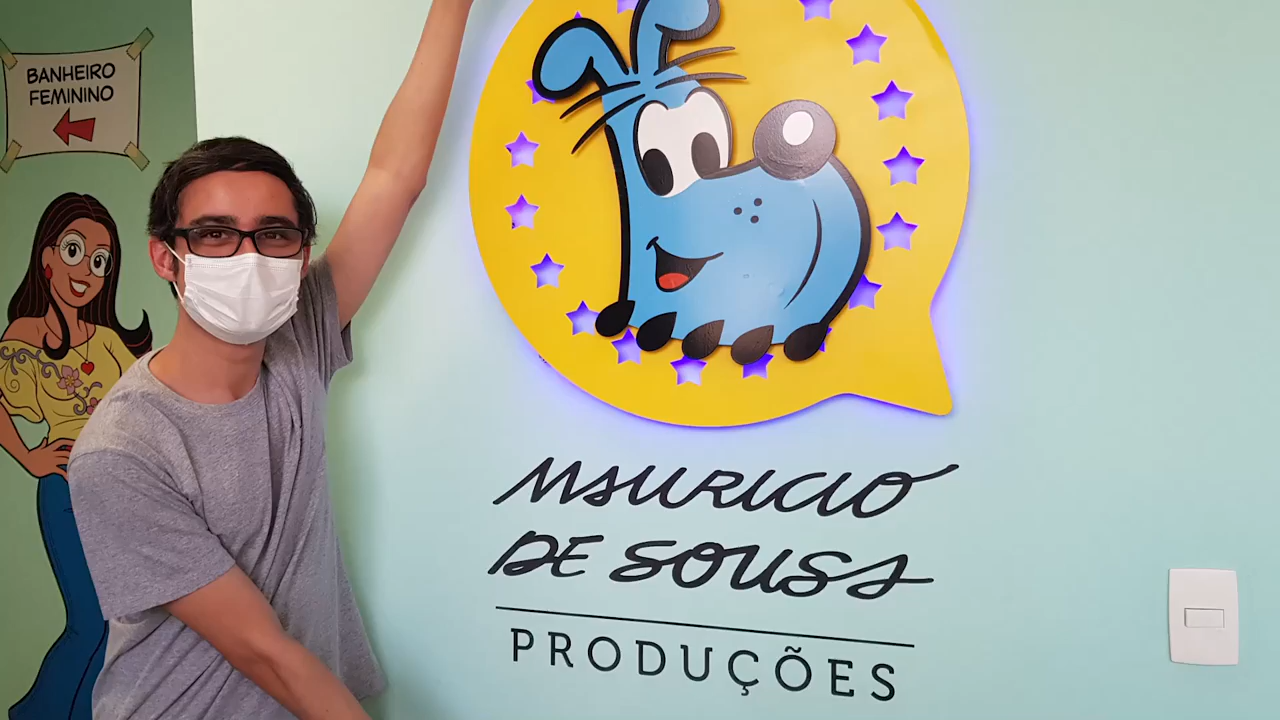 BANHEIRO
FEMININO
MAURICIO
DE SOUSA
PRODUÇÕES